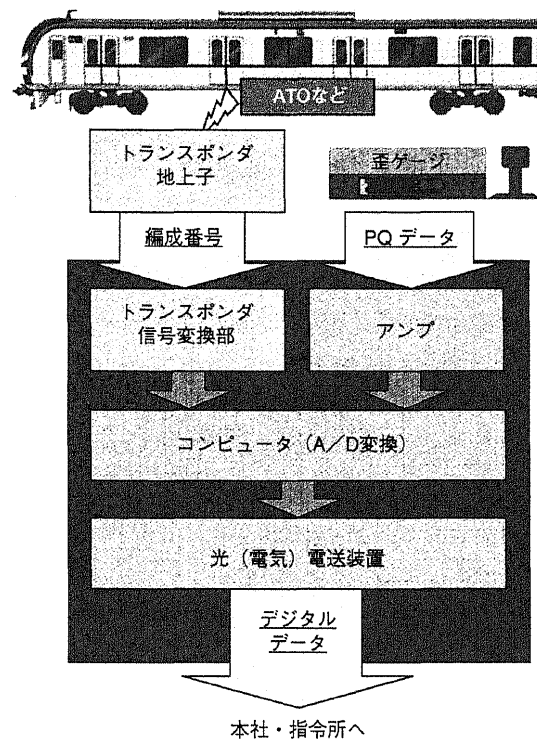 ATOなど
トランスポンダ
地上子
歪ゲージ
編成番号
PQ データ
トランスポンダ
信号変換部
アンプ
コンピュータ（A／D変換）
光（電気）電送装置
デジタル
データ
本社・指令所へ